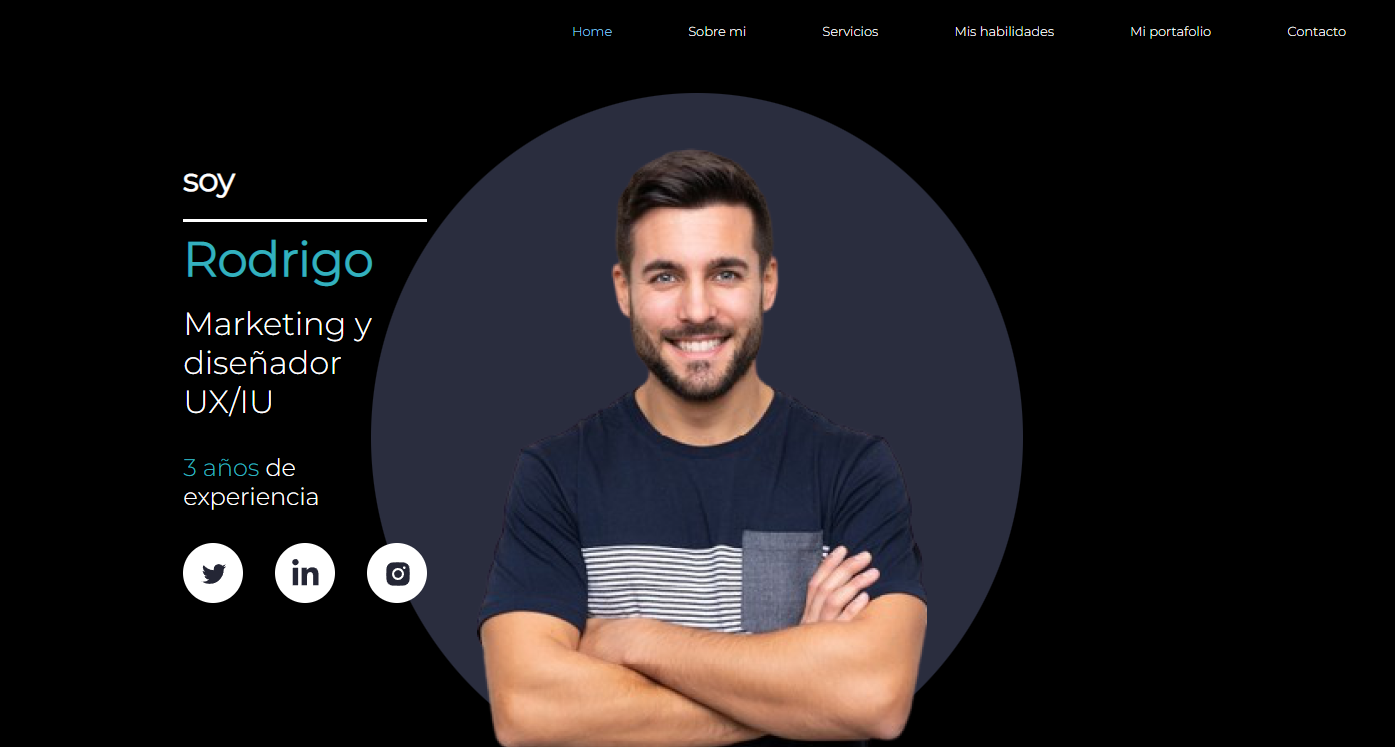 Home Sobre mi Servicios Mis habilidades Mi portafolio Contacto
soy
Rodrigo
Marketing y
diseñador
UX/IU
3 años de
experiencia
in